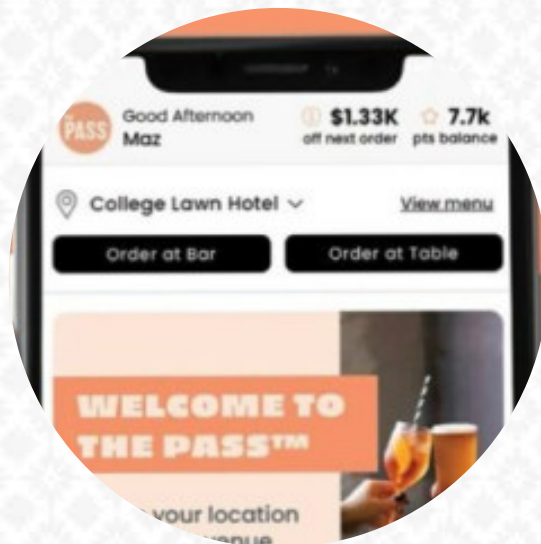 PASS
Good Afternoon
Maz
$1.33K
off next order
7.7k
pts balance
College Lawn Hotel
View menu
Order at Bar
Order at Table
WELCOME TO
THE PASS™
your location
venue